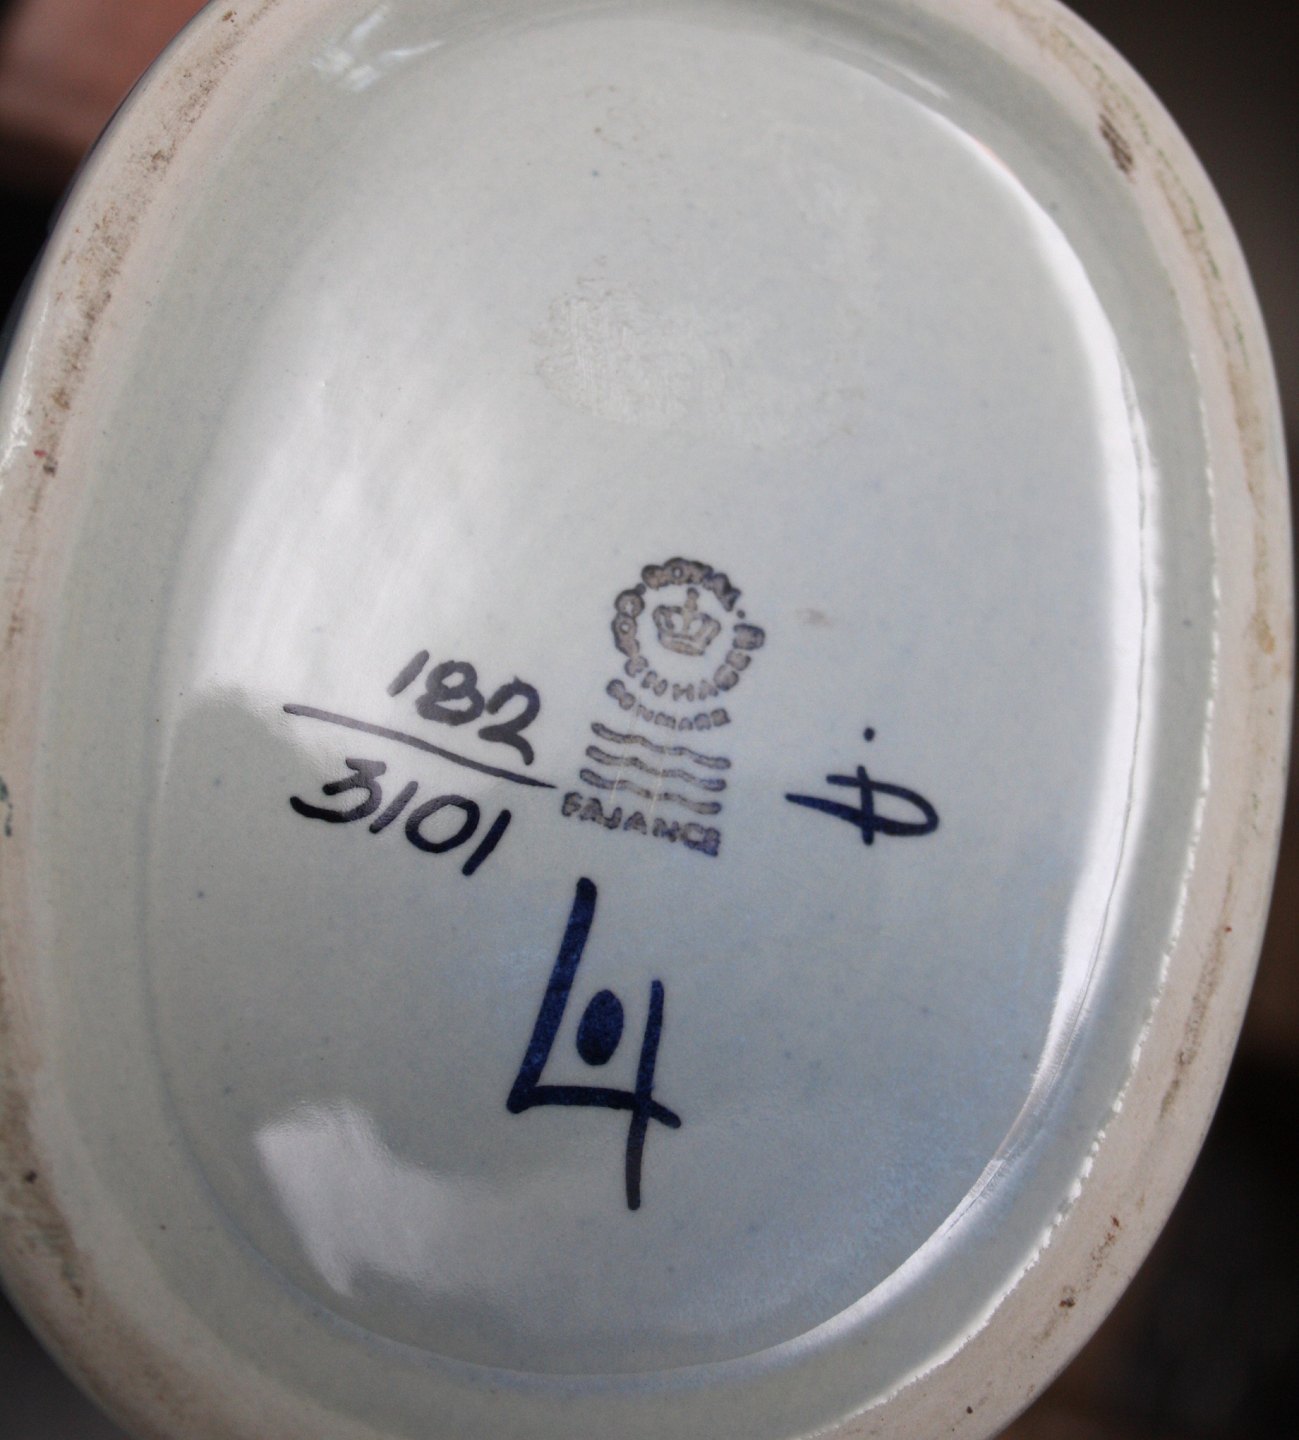 ROYAL COPENHAGEN
DENMARK
FAJANCE
182
3101